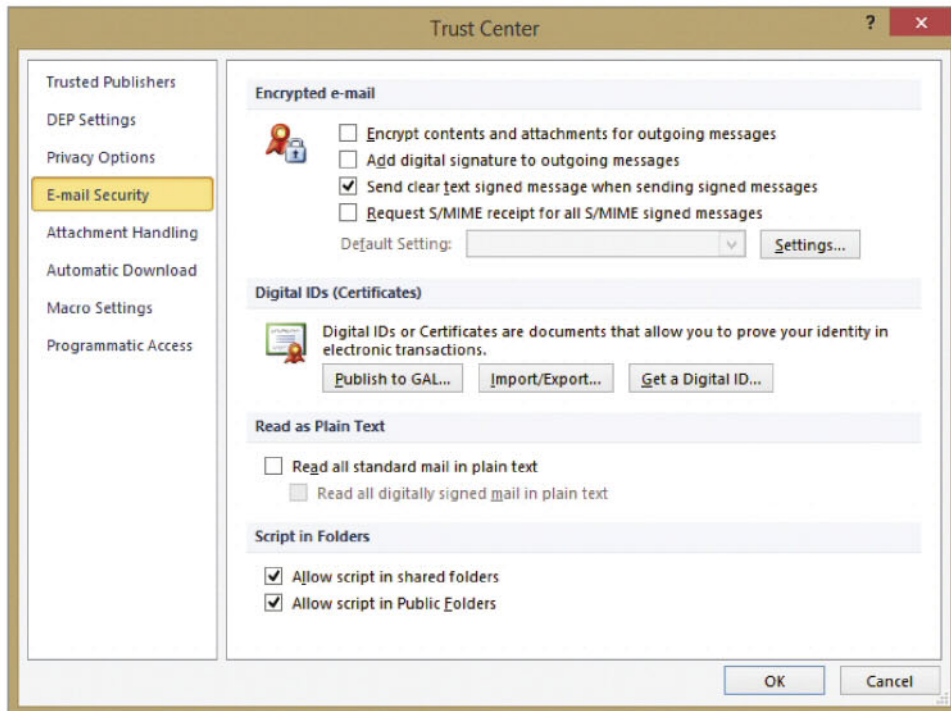 Trust Center
?
Trusted Publishers
DEP Settings
Privacy Options
E-mail Security
Attachment Handling
Automatic Download
Macro Settings
Programmatic Access
Encrypted e-mail
Encrypt contents and attachments for outgoing messages
Add digital signature to outgoing messages
Send clear text signed message when sending signed messages
Request S/MIME receipt for all S/MIME signed messages
Default Setting:
Settings...
Digital IDs (Certificates)
Digital IDs or Certificates are documents that allow you to prove your identity in
electronic transactions.
Publish to GAL... Import/Export... Get a Digital ID...
Read as Plain Text
Read all standard mail in plain text
Read all digitally signed mail in plain text
Script in Folders
Allow script in shared folders
Allow script in Public Folders
OK Cancel